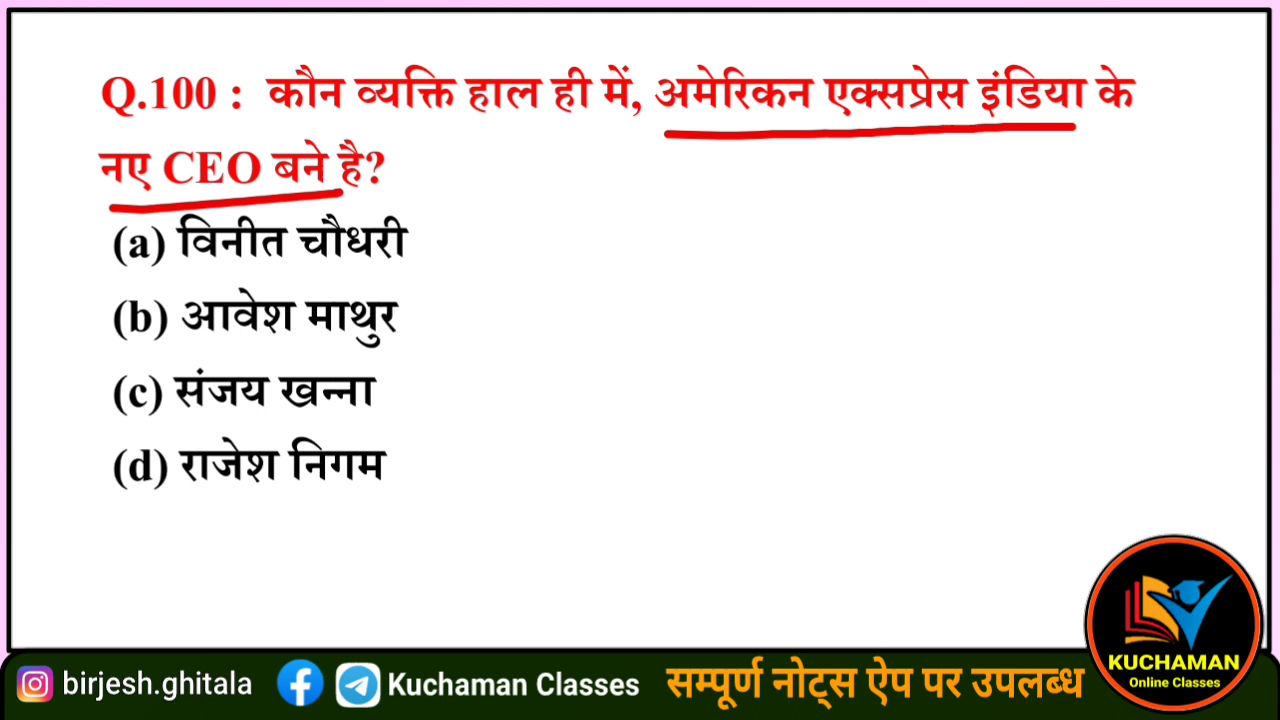 Q.100 : कौन व्यक्ति हाल ही में, अमेरिकन एक्सप्रेस इंडिया के
नए CEO बने है?
(a) विनीत चौधरी
(b) आवेश माथुर
(c) संजय खन्ना
(d) राजेश निगम
KUCHAMAN
Online Classes
birjesh.ghitala Kuchaman Classes सम्पूर्ण नोट्स ऐप पर उपलब्ध